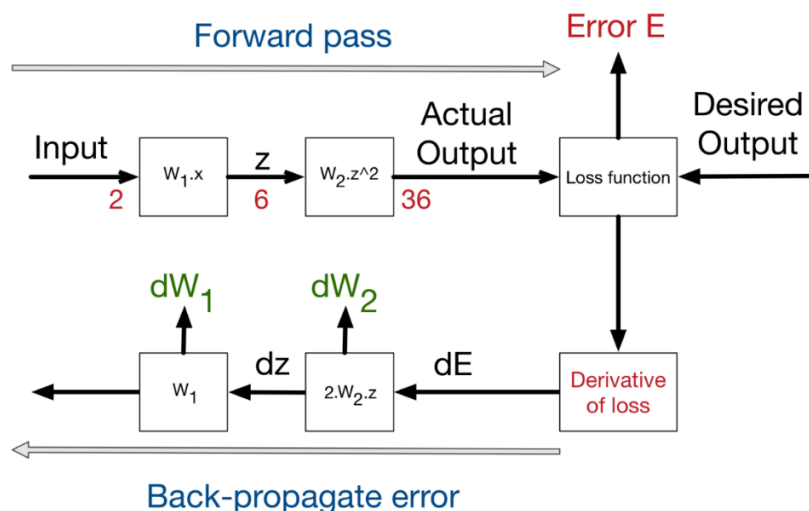 Forward pass
Error E
Input
W₁.x
z
W₂.z^2
Actual
Output
Loss function
Desired
Output
2
6
36
dW₁
dW₂
W₁
dz
2.W₂.z
dE
Derivative
of loss
Back-propagate error